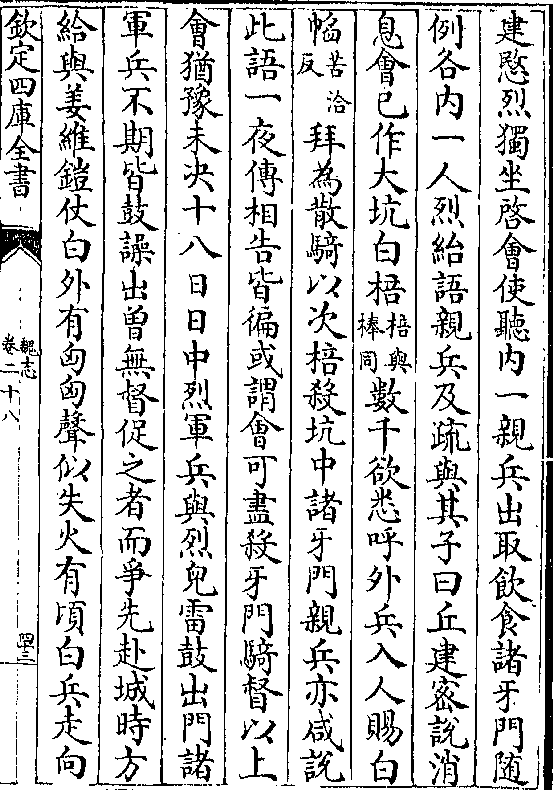 建愍烈獨坐啓會使聽内一親兵出取飲食諸牙門隨
例各内一人烈紿語親兵及疏與其子曰丘建密說消
息會已作大坑白棓棓與棒同數千欲悉呼外兵入人賜白
㡊苦洽反拜為散騎以次棓殺坑中諸牙門親兵亦咸說
此語一夜傳相告皆徧或謂會可盡殺牙門騎督以上
會猶豫未決十八日日中烈軍兵與烈兒雷鼓出門諸
軍兵不期皆鼓譟出曾無督促之者而爭先赴城時方
給與姜維鎧仗白外有匈匈聲似失火有頃白兵走向
欽定四庫全書
魏志
卷二十八
四三